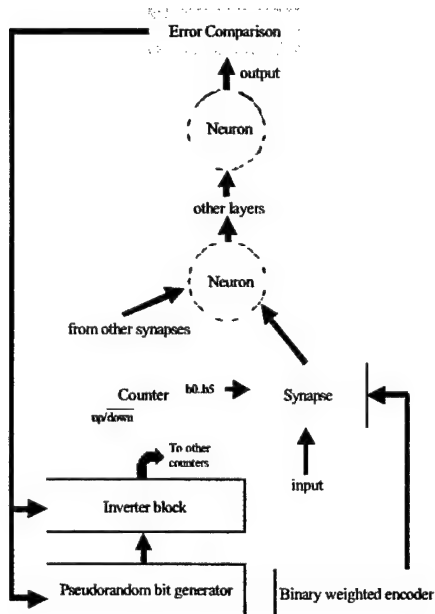 Error Comparison
output
Neuron
other layers
Neuron
from other synapses
Counter
b0..b5
Synapse
up/down
To other
counters
input
Inverter block
Pseudorandom bit generator
Binary weighted encoder